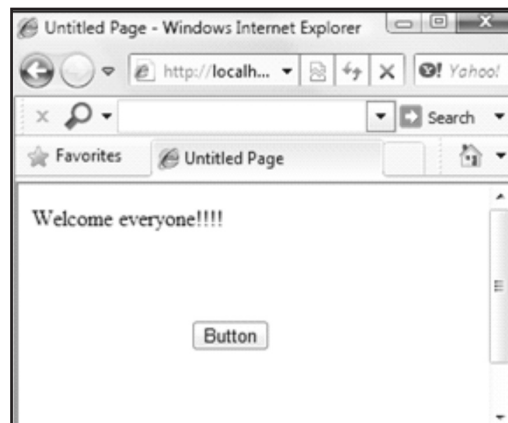 Untitled Page - Windows Internet Explorer
http://localh...
Yahoo!
Search
Favorites
Untitled Page
Welcome everyone!!!!
Button